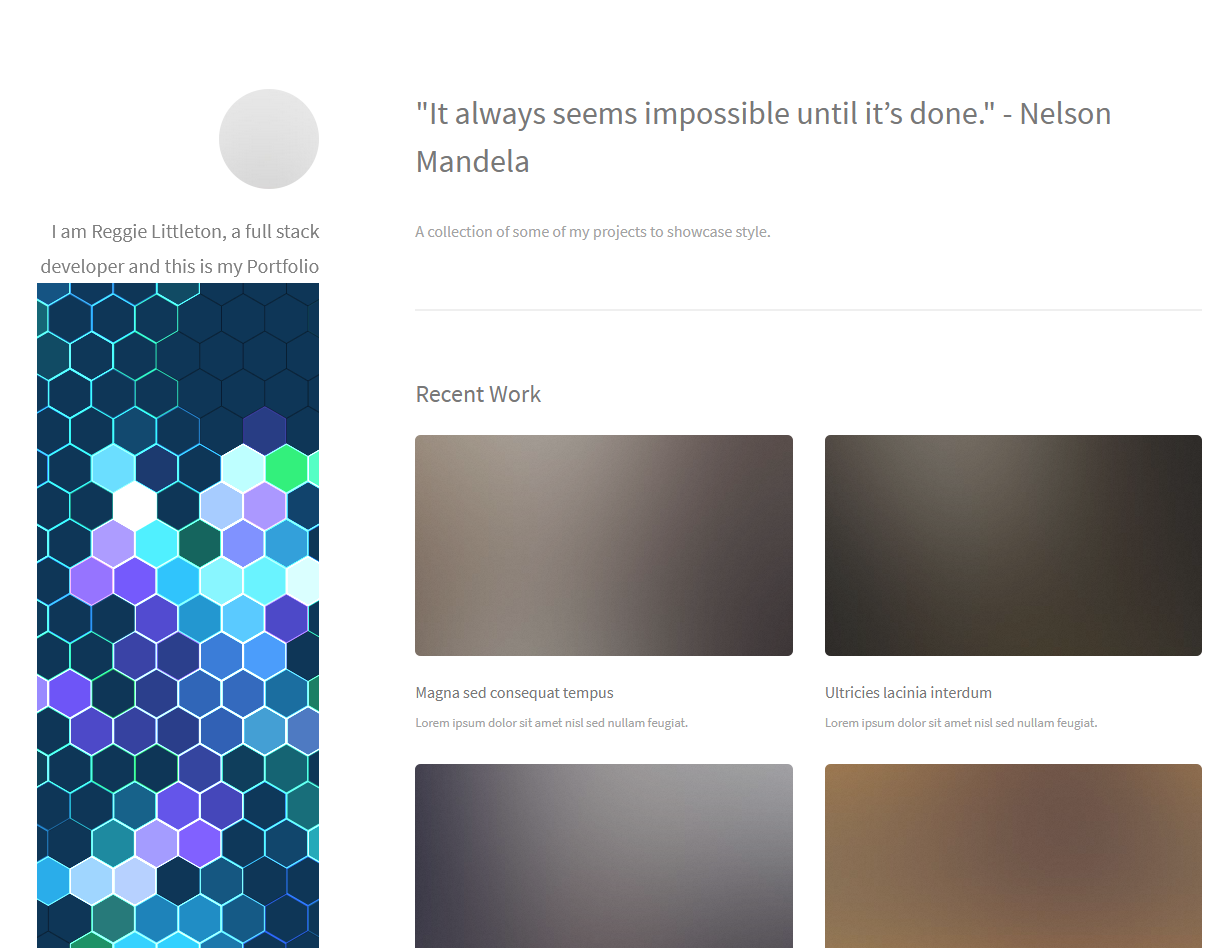 I am Reggie Littleton, a full stack
developer and this is my Portfolio
"It always seems impossible until it’s done." - Nelson
Mandela
A collection of some of my projects to showcase style.
Recent Work
Magna sed consequat tempus
Lorem ipsum dolor sit amet nisl sed nullam feugiat.
Ultricies lacinia interdum
Lorem ipsum dolor sit amet nisl sed nullam feugiat.